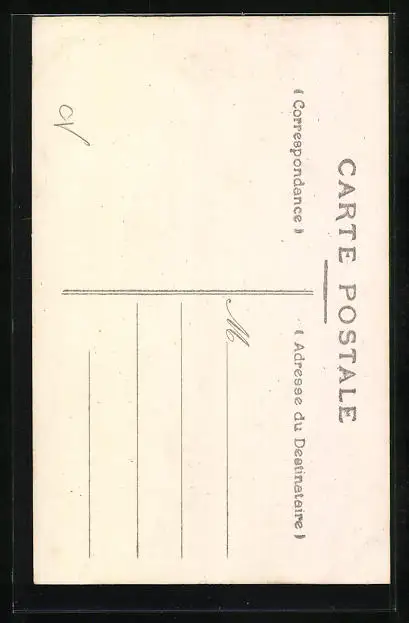 CARTE POSTALE
( Correspondance )
( Adresse du Destinataire )
M